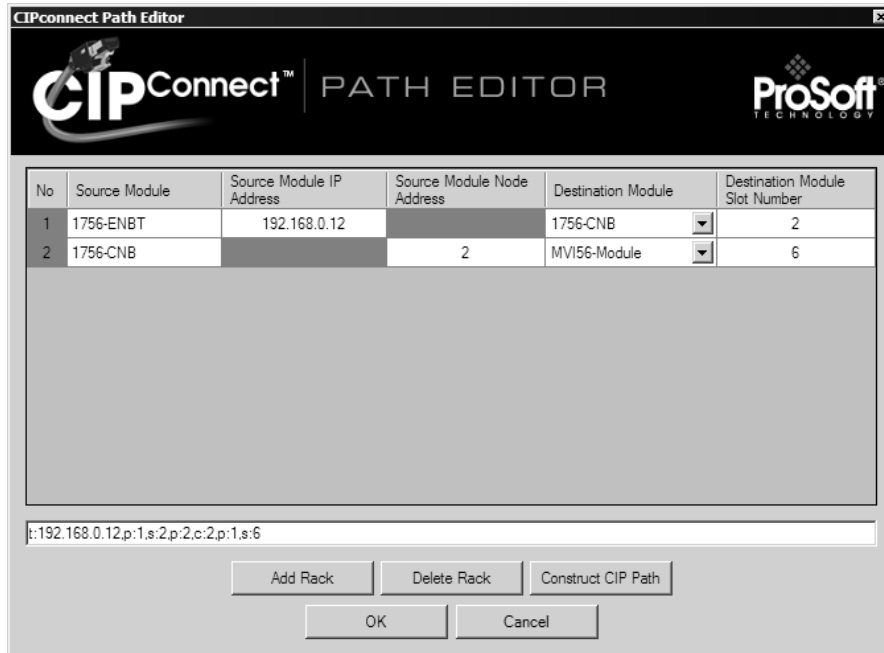 CIPconnect Path Editor
CIPConnect™ PATH EDITOR
ProSoft®
TECHNOLOGY
No Source Module Source Module IP Address Source Module Node Address Destination Module Destination Module Slot Number
1 1756-ENBT 192.168.0.12 1756-CNB 2
2 1756-CNB 2 MVI56-Module 6
t:192.168.0.12,p:1,s:2,p:2,c:2,p:1,s:6
Add Rack Delete Rack Construct CIP Path
OK Cancel